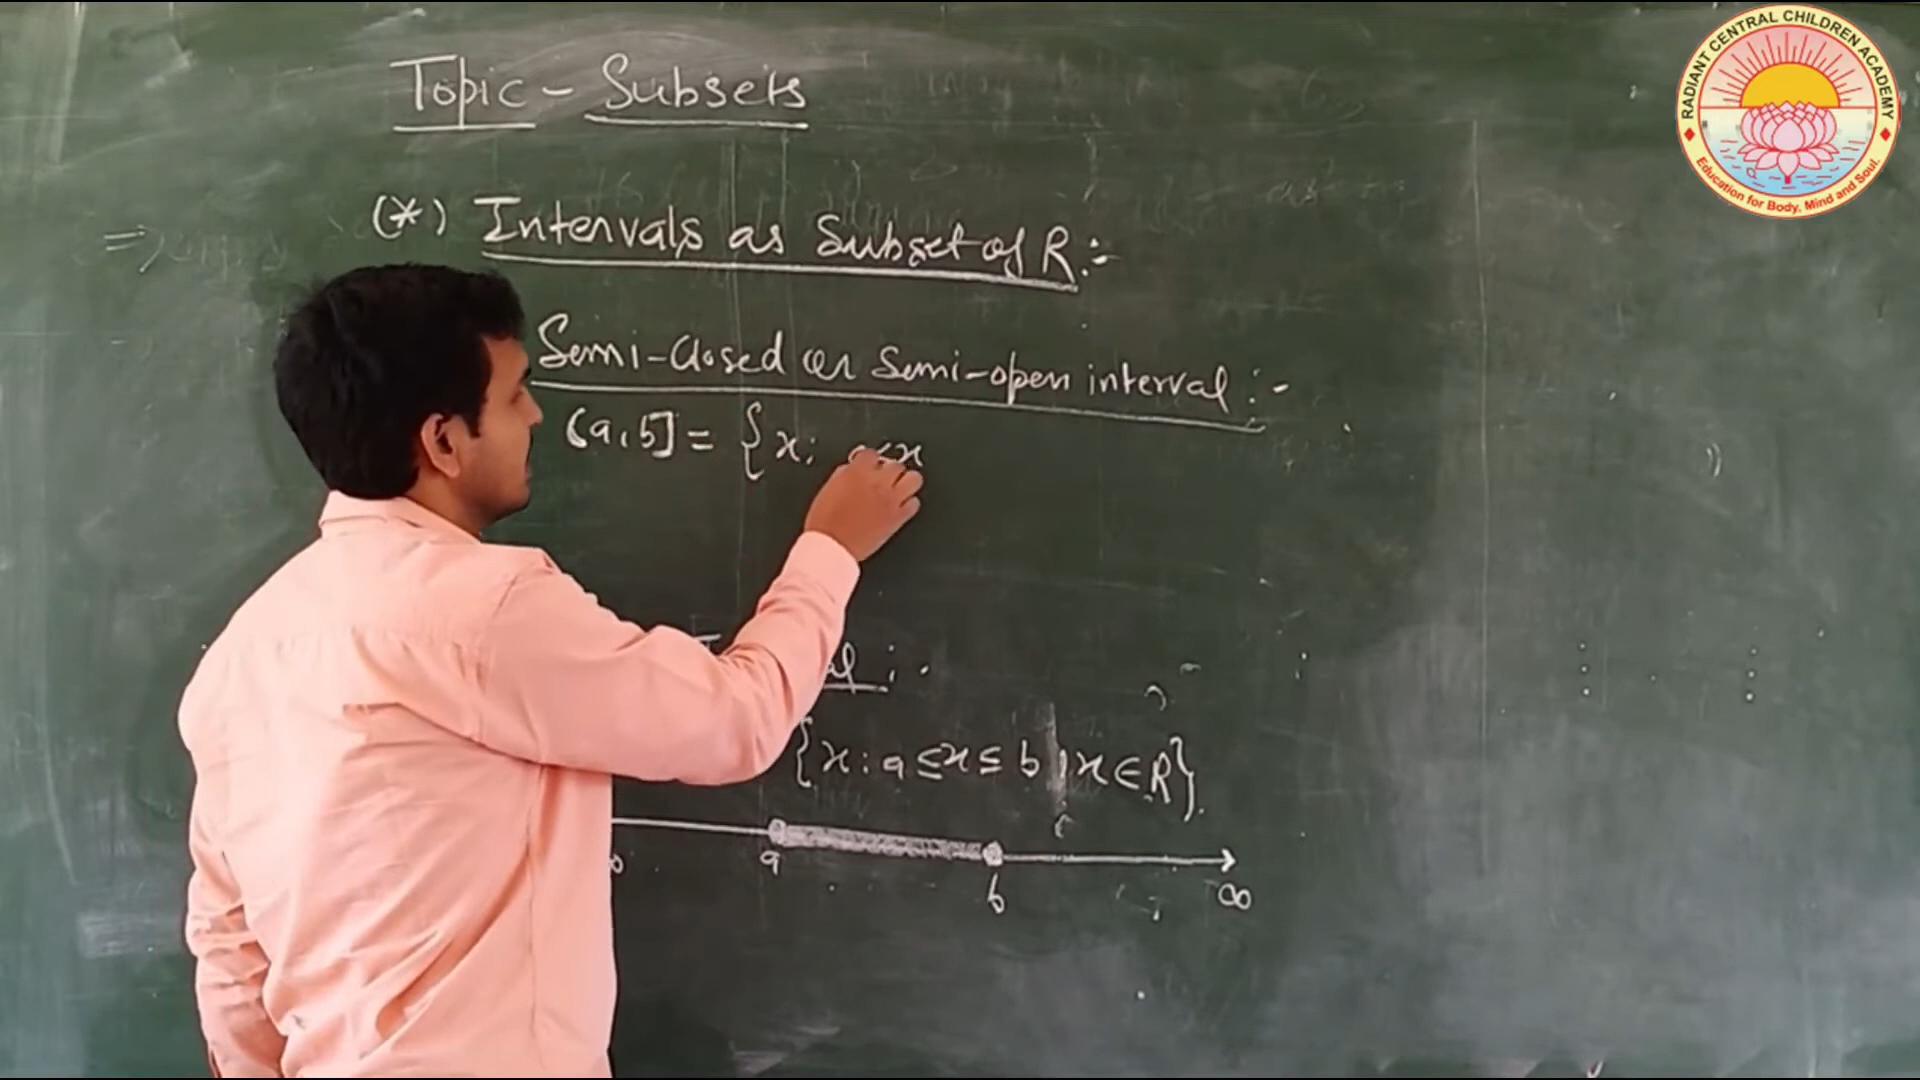 Topic - Subsets
(*) Intervals as Subset of R :-
Semi-Closed or Semi-open interval :-
(a, b] = { x : a < x
{ x : a ≤ x ≤ b , x ∈ R }.
a
b
∞
RADIANT CENTRAL CHILDREN ACADEMY
Education for Body, Mind and Soul.